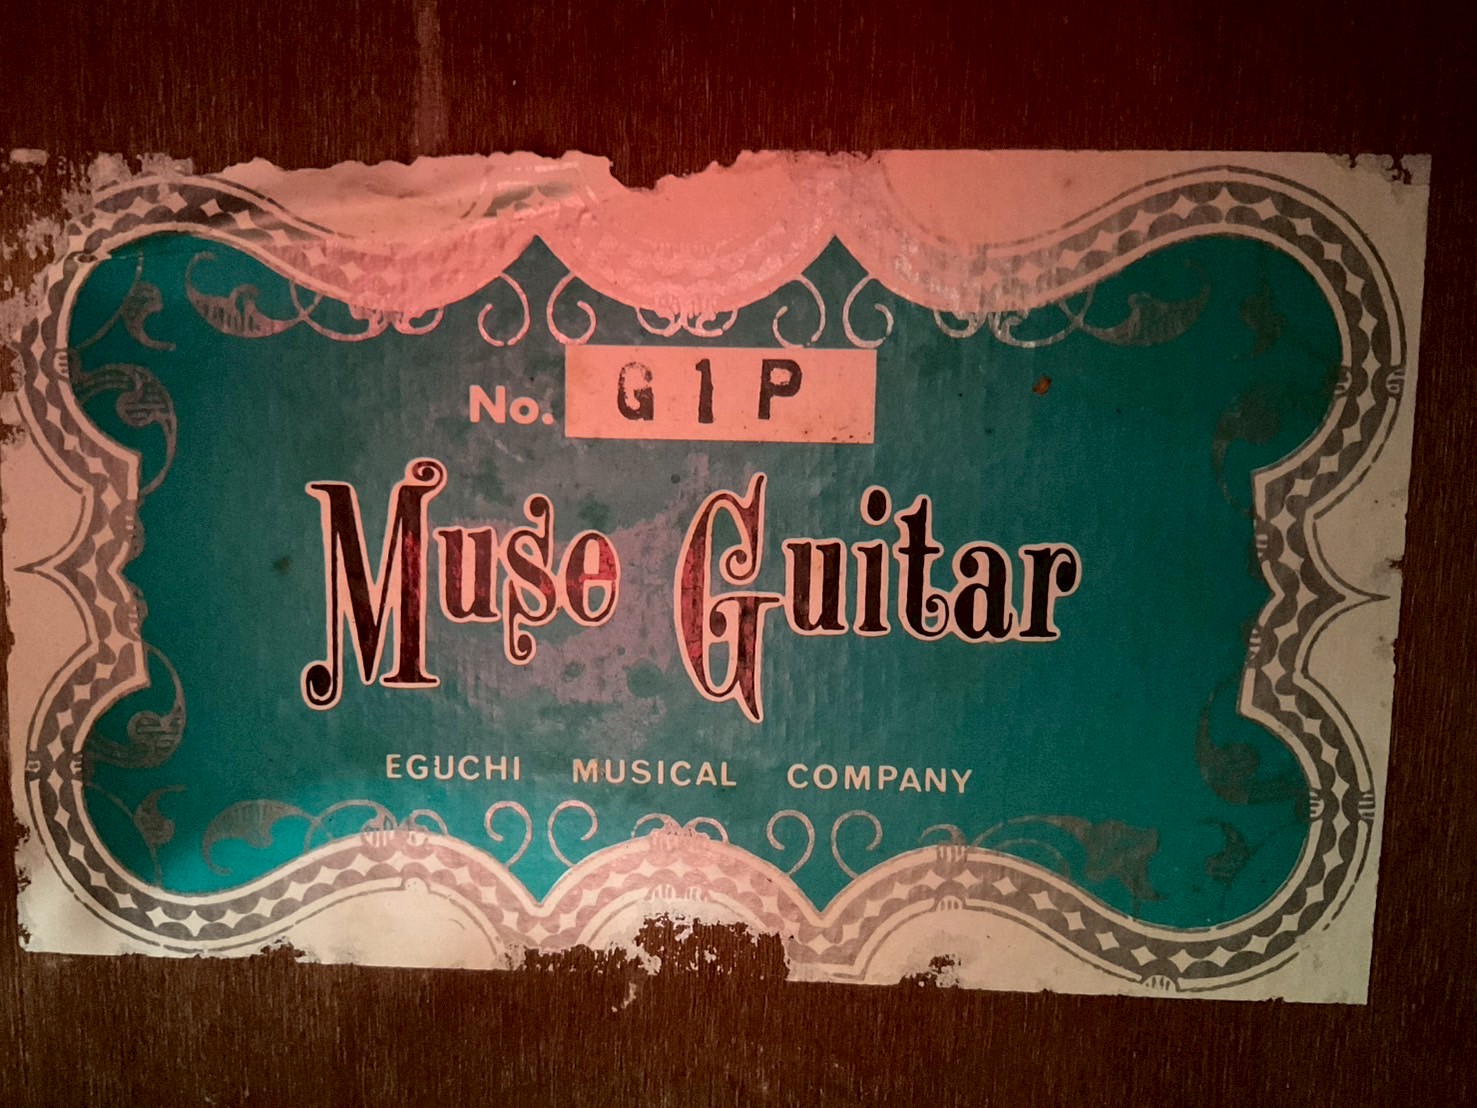 No. G1P
Muse Guitar
EGUCHI MUSICAL COMPANY